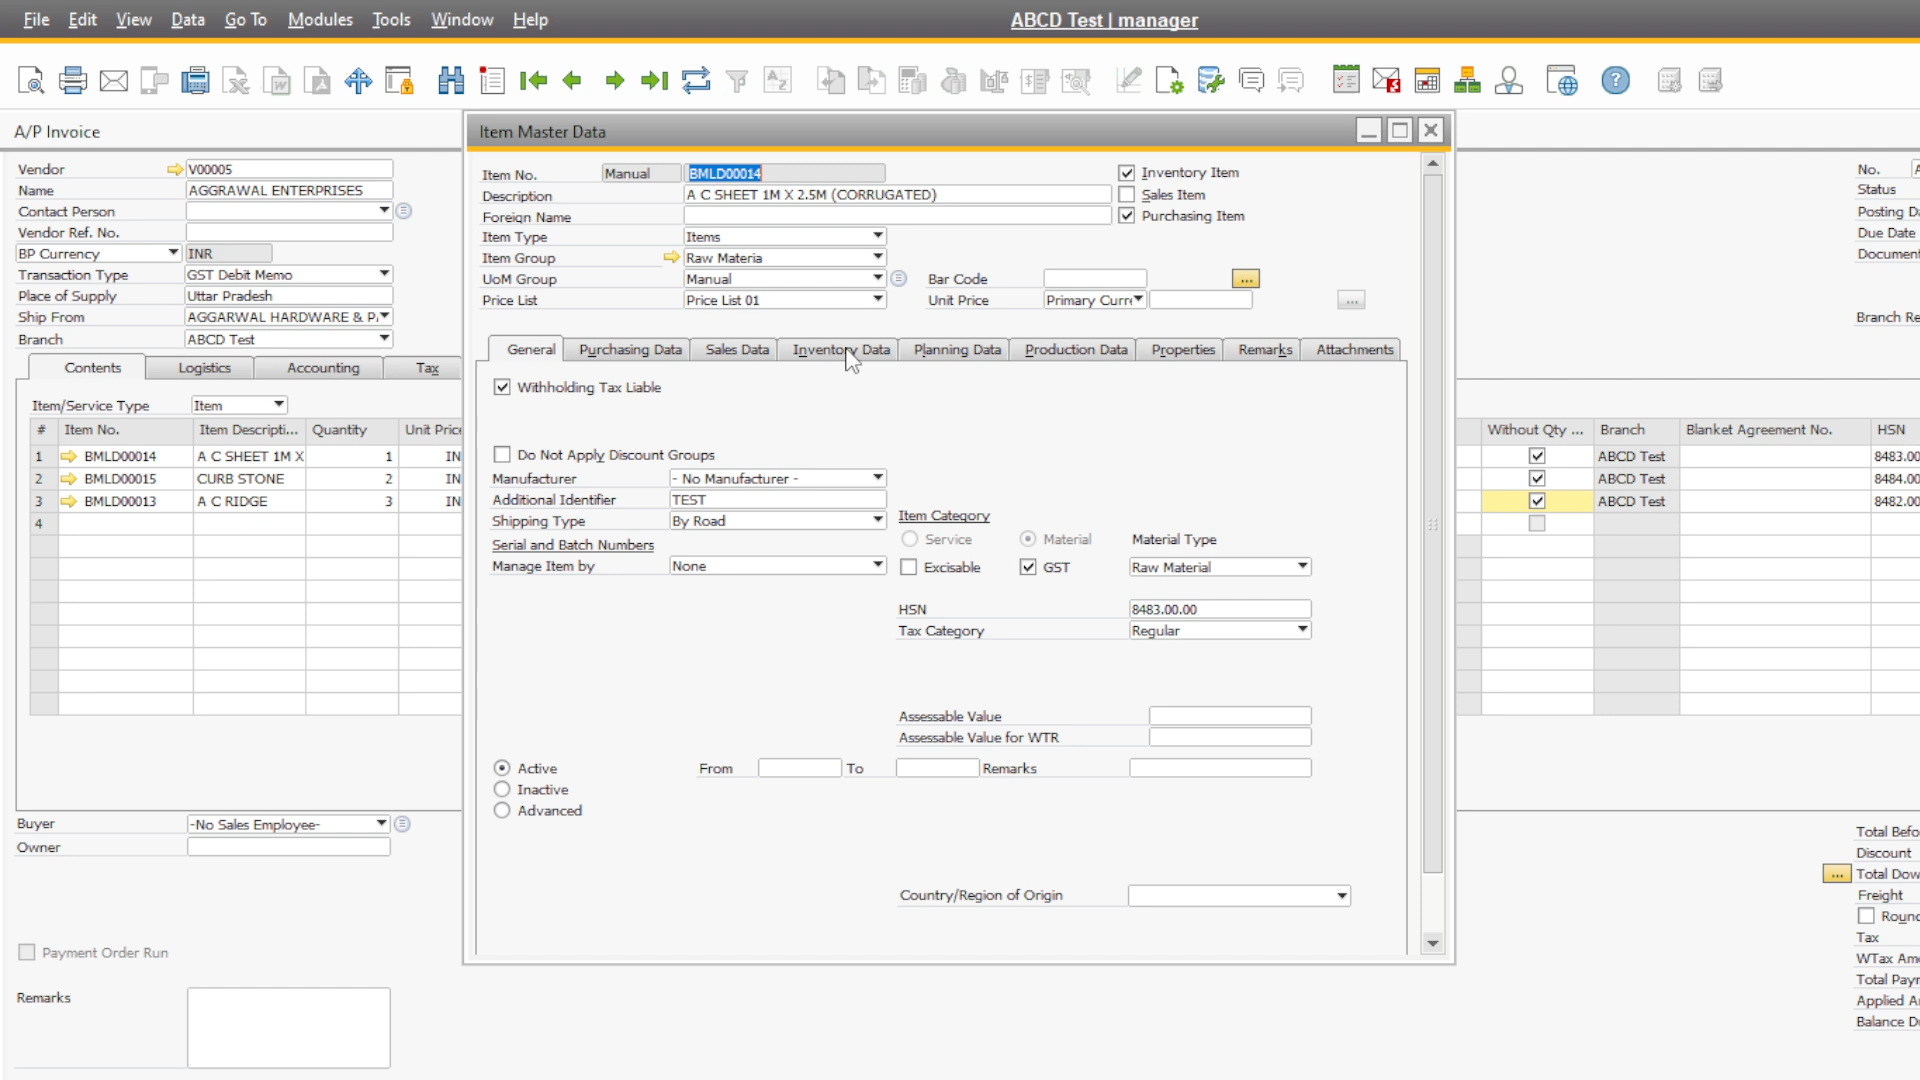 File Edit View Data Go To Modules Tools Window Help
ABCD Test | manager
A/P Invoice
Vendor V00005
Name AGGRAWAL ENTERPRISES
Contact Person
Vendor Ref. No.
BP Currency INR
Transaction Type GST Debit Memo
Place of Supply Uttar Pradesh
Ship From AGGARWAL HARDWARE &
Branch ABCD Test
Contents Logistics Accounting Tax
Item/Service Type Item
# Item No. Item Descripti... Quantity Unit Price
1 BMLD00014 A C SHEET 1M X 1 IN
2 BMLD00015 CURB STONE 2 IN
3 BMLD00013 A C RIDGE 3 IN
4
Buyer -No Sales Employee-
Owner
Payment Order Run
Remarks
Item Master Data
Item No. Manual BMLD00014
Description A C SHEET 1M X 2.5M (CORRUGATED)
Foreign Name
Item Type Items
Item Group Raw Materia
UoM Group Manual
Price List Price List 01
Inventory Item
Sales Item
Purchasing Item
Bar Code ...
Unit Price Primary Curre ...
General Purchasing Data Sales Data Inventory Data Planning Data Production Data Properties Remarks Attachments
Withholding Tax Liable
Do Not Apply Discount Groups
Manufacturer - No Manufacturer -
Additional Identifier TEST
Shipping Type By Road
Serial and Batch Numbers
Manage Item by None
Item Category
Service Material Material Type
Excisable GST Raw Material
HSN 8483.00.00
Tax Category Regular
Assessable Value
Assessable Value for WTR
Active From To Remarks
Inactive
Advanced
Country/Region of Origin
No.
Status
Posting Da
Due Date
Document
Branch Re
Without Qty ... Branch Blanket Agreement No. HSN
ABCD Test 8483.00
ABCD Test 8484.00
ABCD Test 8482.00
Total Befo
Discount
... Total Dow
Freight
Round
Tax
WTax Am
Total Payr
Applied A
Balance D